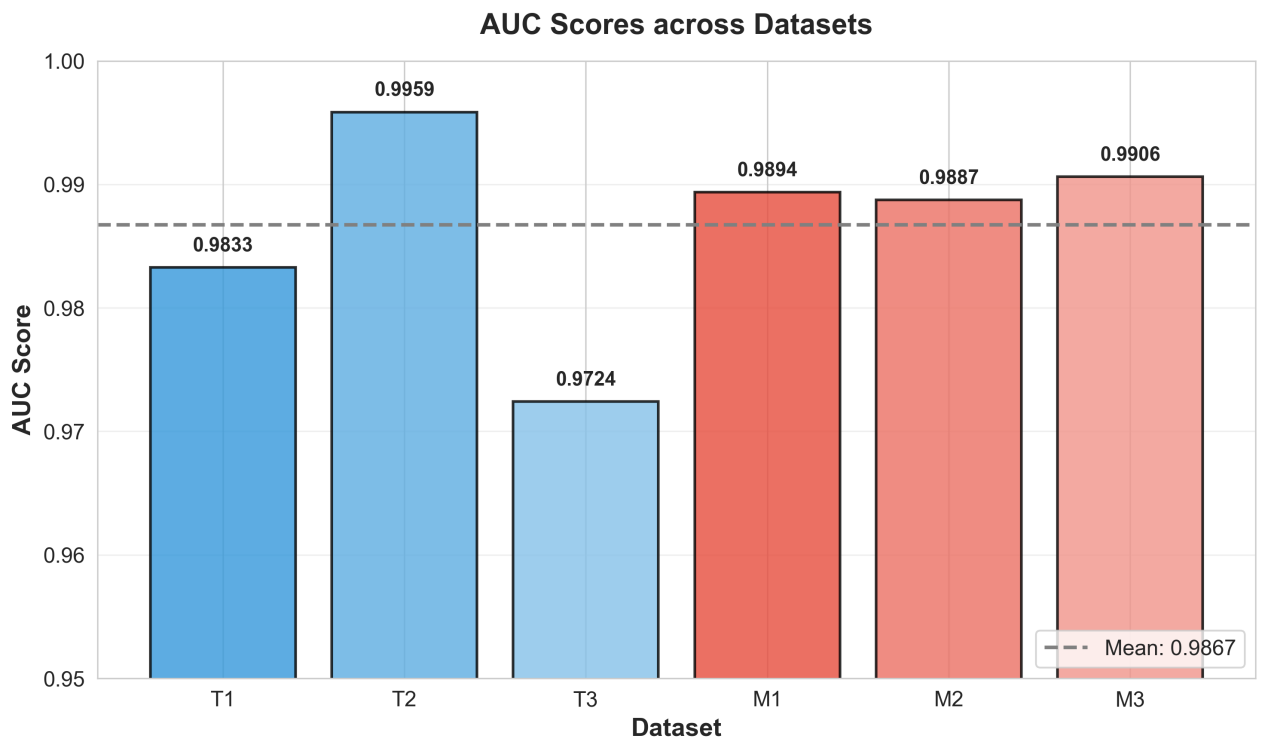 AUC Scores across Datasets
AUC Score
1.00
0.99
0.98
0.97
0.96
0.95
0.9833
0.9959
0.9724
0.9894
0.9887
0.9906
Mean: 0.9867
T1 T2 T3 M1 M2 M3
Dataset